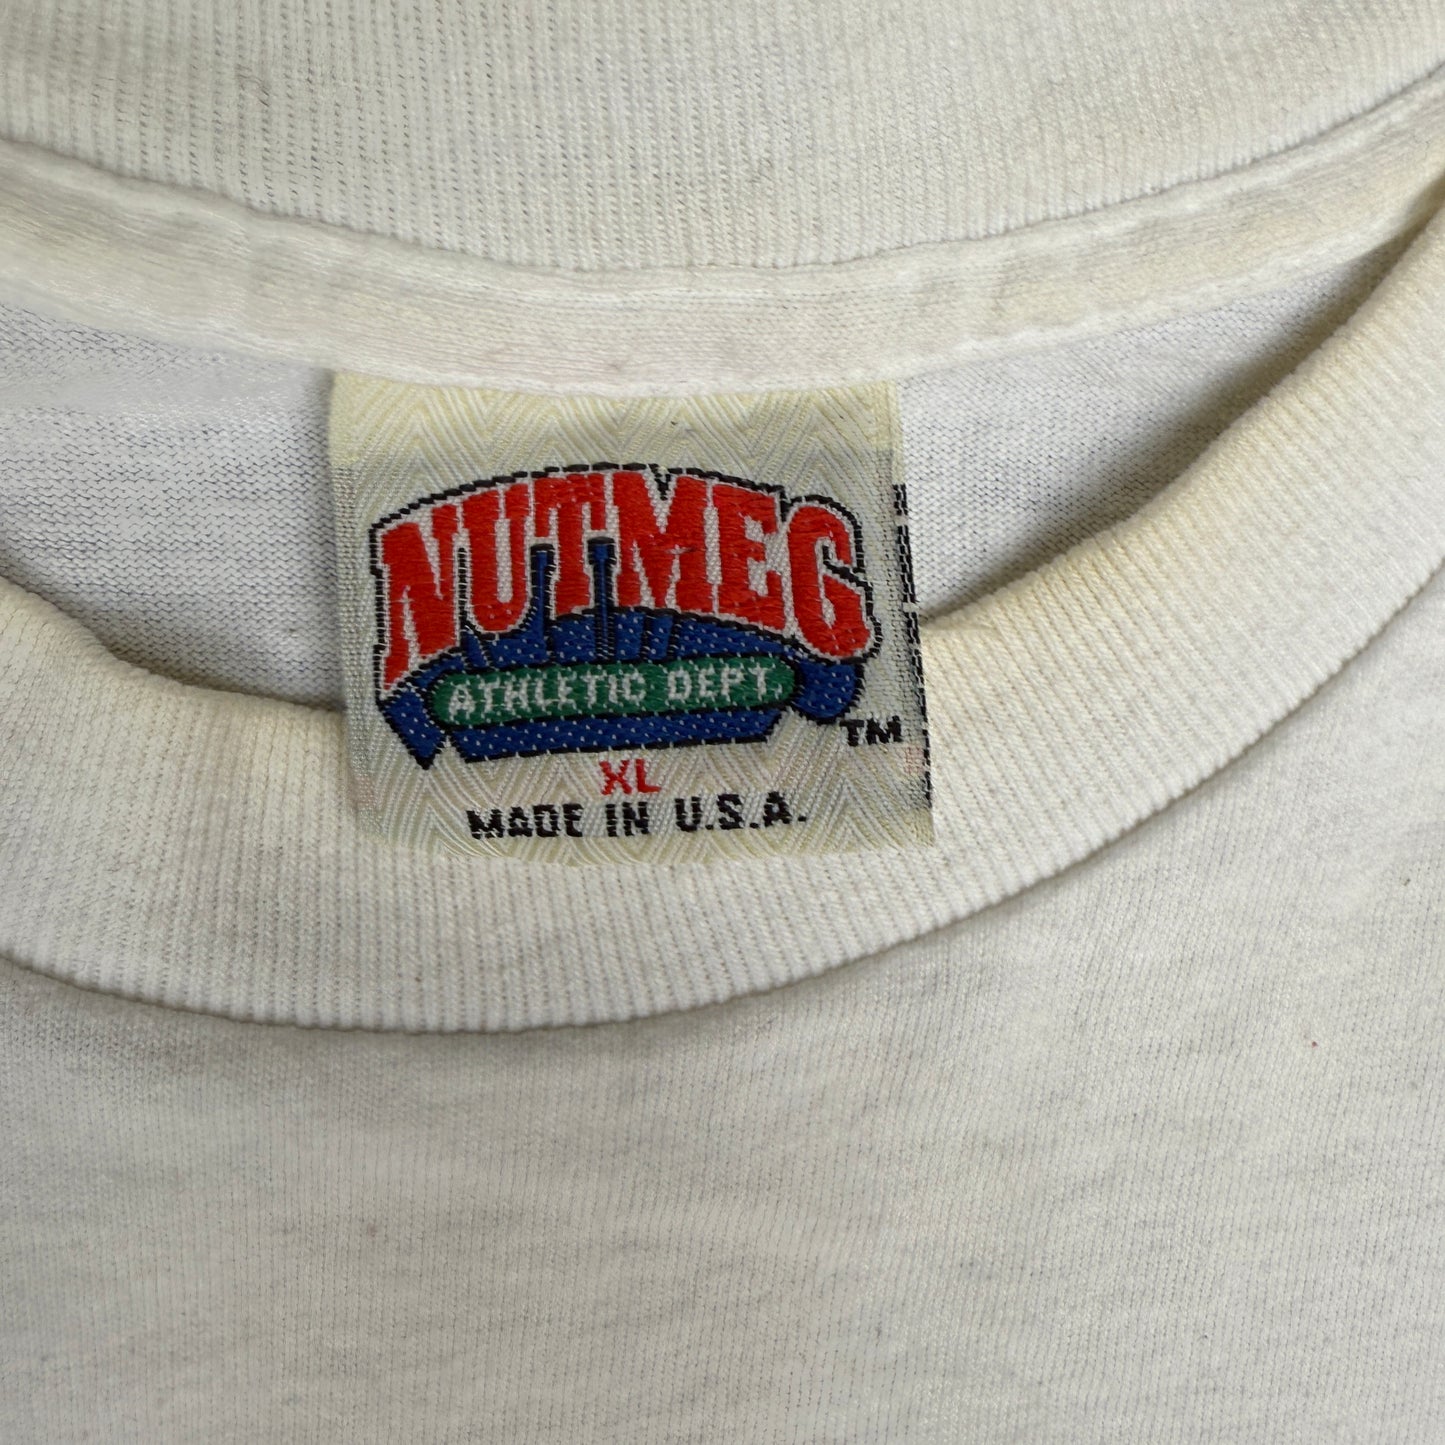 NUTMEG
ATHLETIC DEPT.
TM
XL
MADE IN U.S.A.